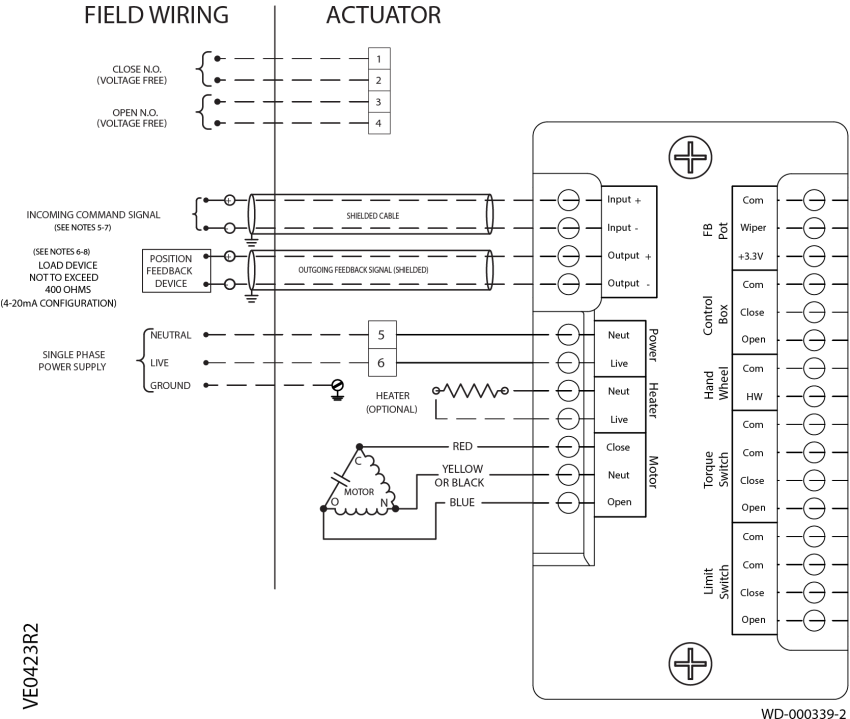 FIELD WIRING
ACTUATOR
CLOSE N.O.
(VOLTAGE FREE)
1
2
OPEN N.O.
(VOLTAGE FREE)
3
4
INCOMING COMMAND SIGNAL
(SEE NOTES 5-7)
+
-
SHIELDED CABLE
(SEE NOTES 6-8)
LOAD DEVICE
NOT TO EXCEED
400 OHMS
(4-20mA CONFIGURATION)
POSITION
FEEDBACK
DEVICE
+
-
OUTGOING FEEDBACK SIGNAL (SHIELDED)
SINGLE PHASE
POWER SUPPLY
NEUTRAL
LIVE
GROUND
5
6
HEATER
(OPTIONAL)
RED
YELLOW
OR BLACK
BLUE
C
MOTOR
O
N
Input +
Input -
Output +
Output -
Neut
Live
Power
Neut
Live
Heater
Close
Neut
Open
Motor
FB
Pot
Com
Wiper
+3.3V
Control
Box
Com
Close
Open
Hand
Wheel
Com
HW
Torque
Switch
Com
Com
Close
Open
Limit
Switch
Com
Com
Close
Open
VE0423R2
WD-000339-2